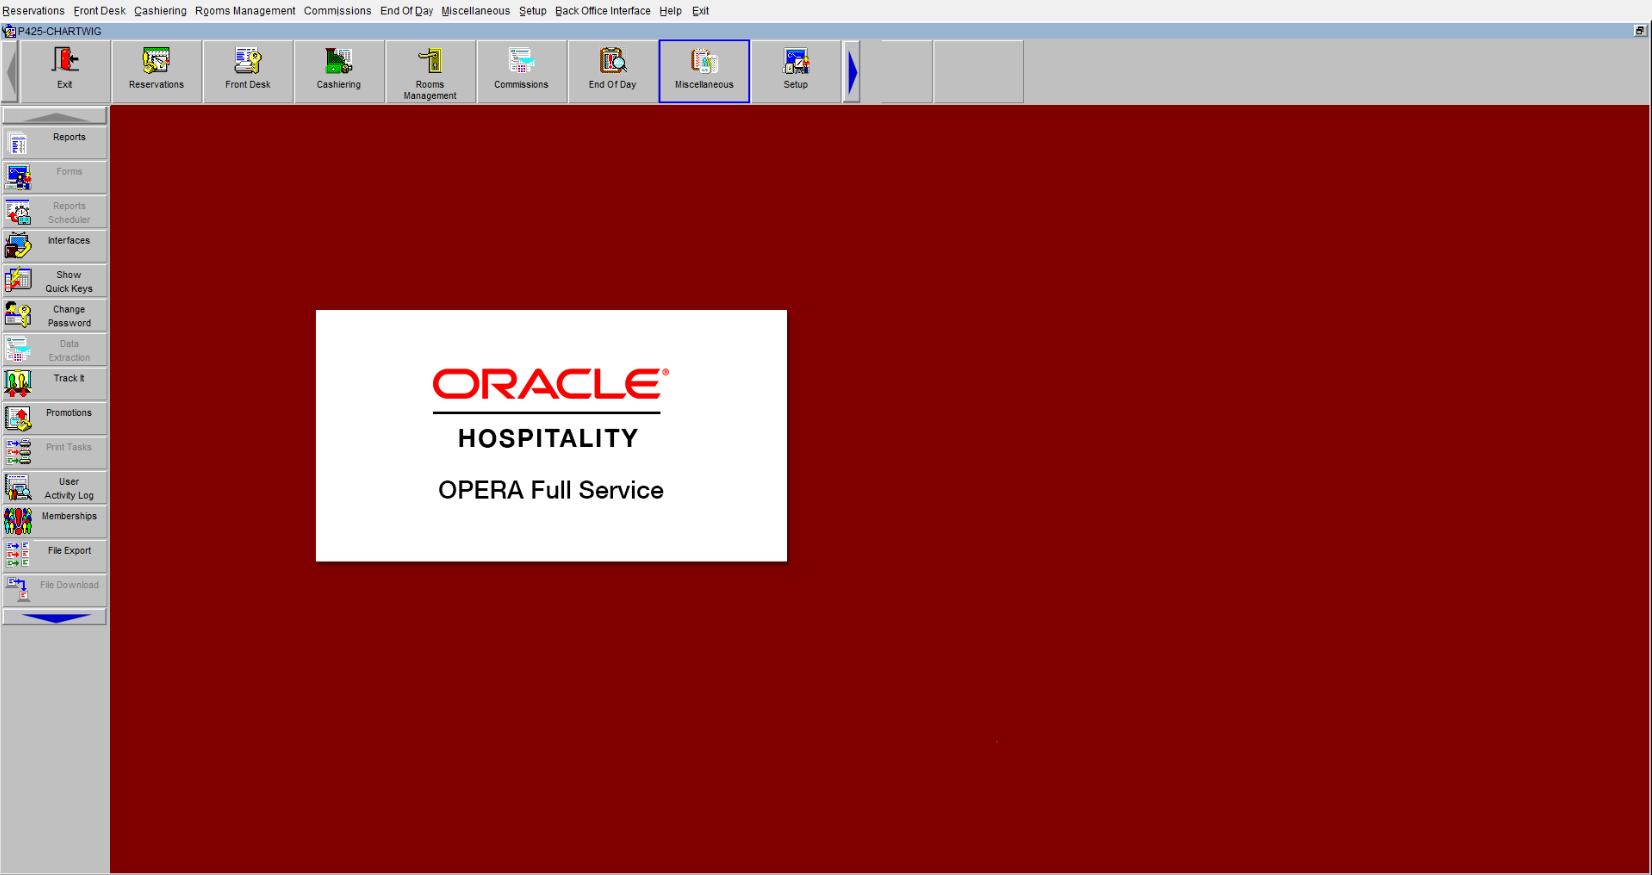 Reservations Front Desk Cashiering Rooms Management Commissions End Of Day Miscellaneous Setup Back Office Interface Help Exit
P425-CHARTWIG
Exit
Reservations
Front Desk
Cashiering
Rooms
Management
Commissions
End Of Day
Miscellaneous
Setup
Reports
Forms
Reports
Scheduler
Interfaces
Show
Quick Keys
Change
Password
Data
Extraction
Track It
Promotions
Print Tasks
User
Activity Log
Memberships
File Export
File Download
ORACLE®
HOSPITALITY
OPERA Full Service